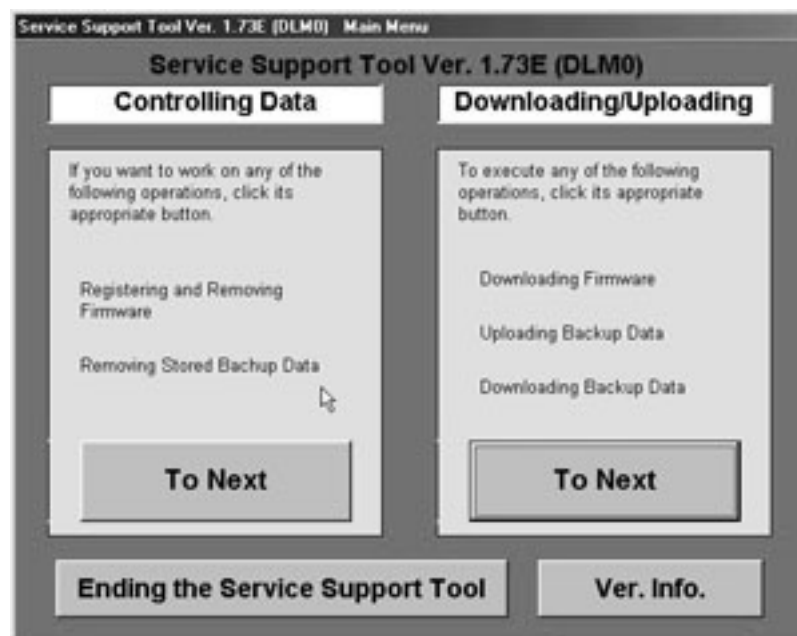 Service Support Tool Ver. 1.73E (DLM0) Main Menu
Service Support Tool Ver. 1.73E (DLM0)
Controlling Data
If you want to work on any of the
following operations, click its
appropriate button.
Registering and Removing
Firmware
Removing Stored Bachup Data
To Next
Downloading/Uploading
To execute any of the following
operations, click its appropriate
button.
Downloading Firmware
Uploading Backup Data
Downloading Backup Data
To Next
Ending the Service Support Tool
Ver. Info.